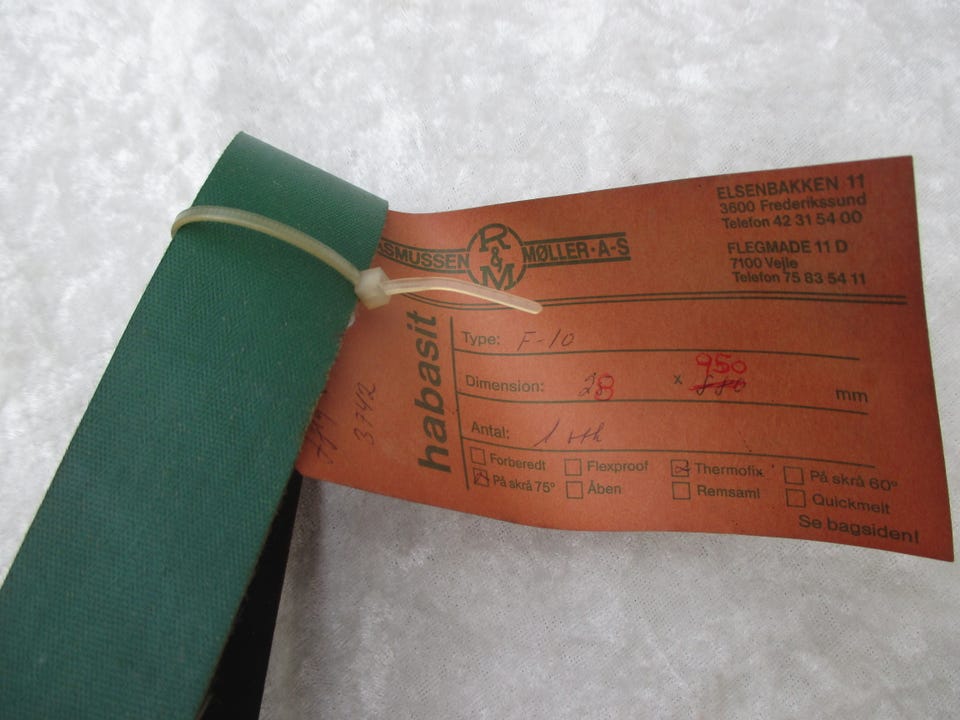 ELSENBAKKEN 11
3600 Frederikssund
Telefon 42 31 54 00
FLEGMADE 11 D
7100 Vejle
Telefon 75 83 54 11
SMUSSEN R & M MØLLER·A-S
habasit
Type: F-10
Dimension: 28 x 950 mm
Antal: 1 stk
Forberedt Flexproof Thermofix På skrå 60°
På skrå 75° Åben Remsaml Quickmelt
Se bagsiden!
3742